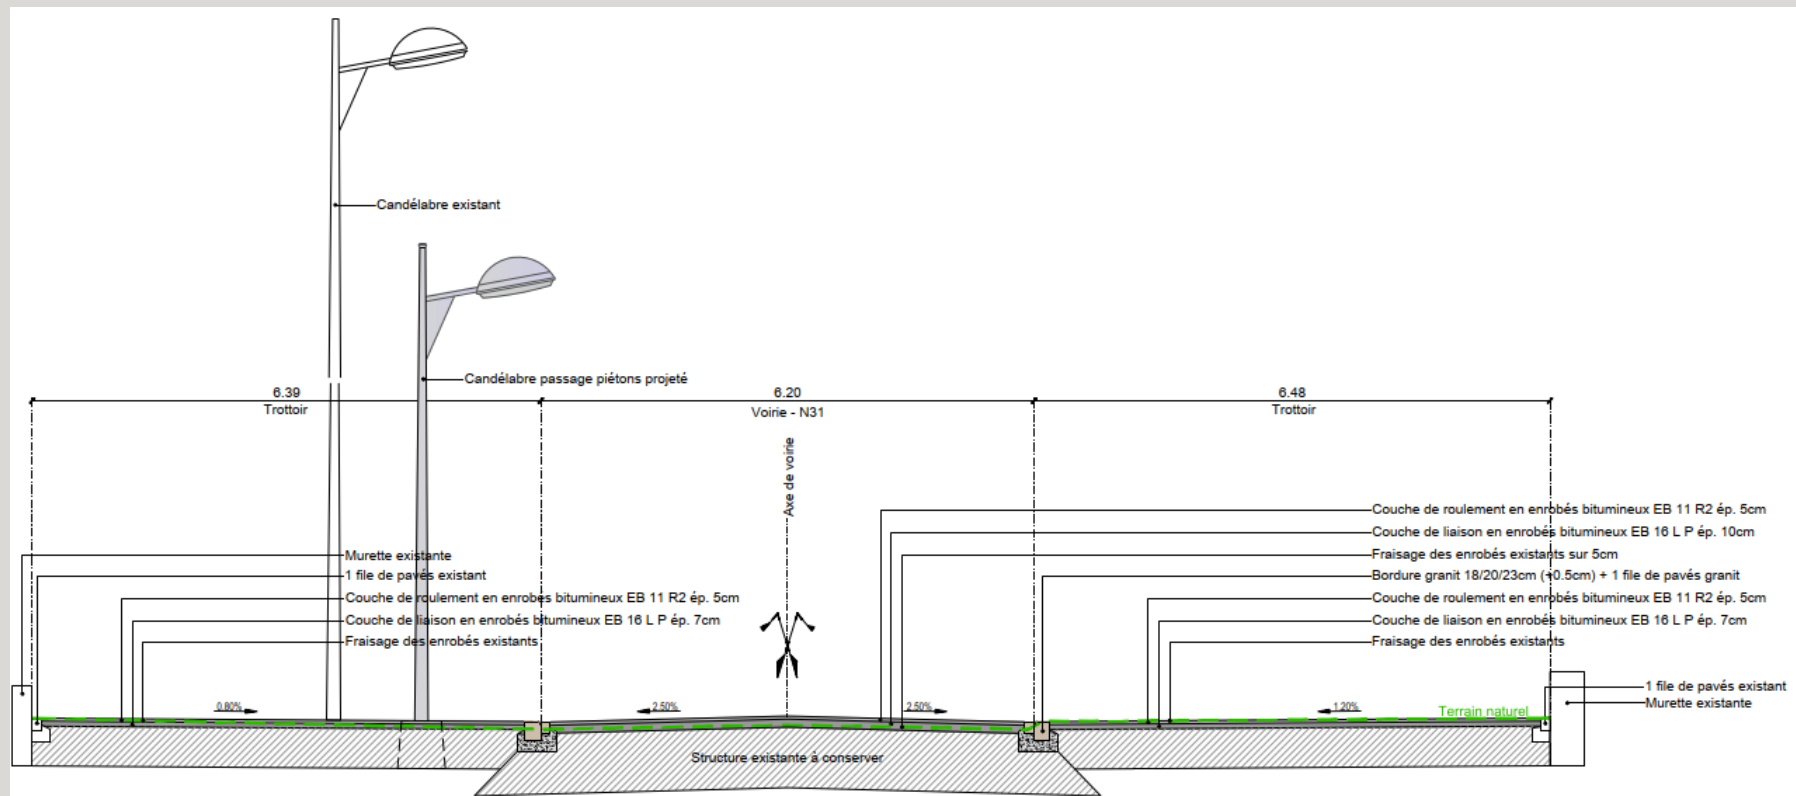 Candélabre existant
Candélabre passage piétons projeté
6.39
Trottoir
6.20
Voirie - N31
6.48
Trottoir
Axe de voirie
Couche de roulement en enrobés bitumineux EB 11 R2 ép. 5cm
Couche de liaison en enrobés bitumineux EB 16 L P ép. 10cm
Fraisage des enrobés existants sur 5cm
Bordure granit 18/20/23cm (+0.5cm) + 1 file de pavés granit
Couche de roulement en enrobés bitumineux EB 11 R2 ép. 5cm
Couche de liaison en enrobés bitumineux EB 16 L P ép. 7cm
Fraisage des enrobés existants
Murette existante
1 file de pavés existant
Couche de roulement en enrobes bitumineux EB 11 R2 ép. 5cm
Couche de liaison en enrobés bitumineux EB 16 L P ép. 7cm
Fraisage des enrobés existants
1 file de pavés existant
Murette existante
0.80%
2.50%
2.50%
1.20%
Terrain naturel
Structure existante à conserver